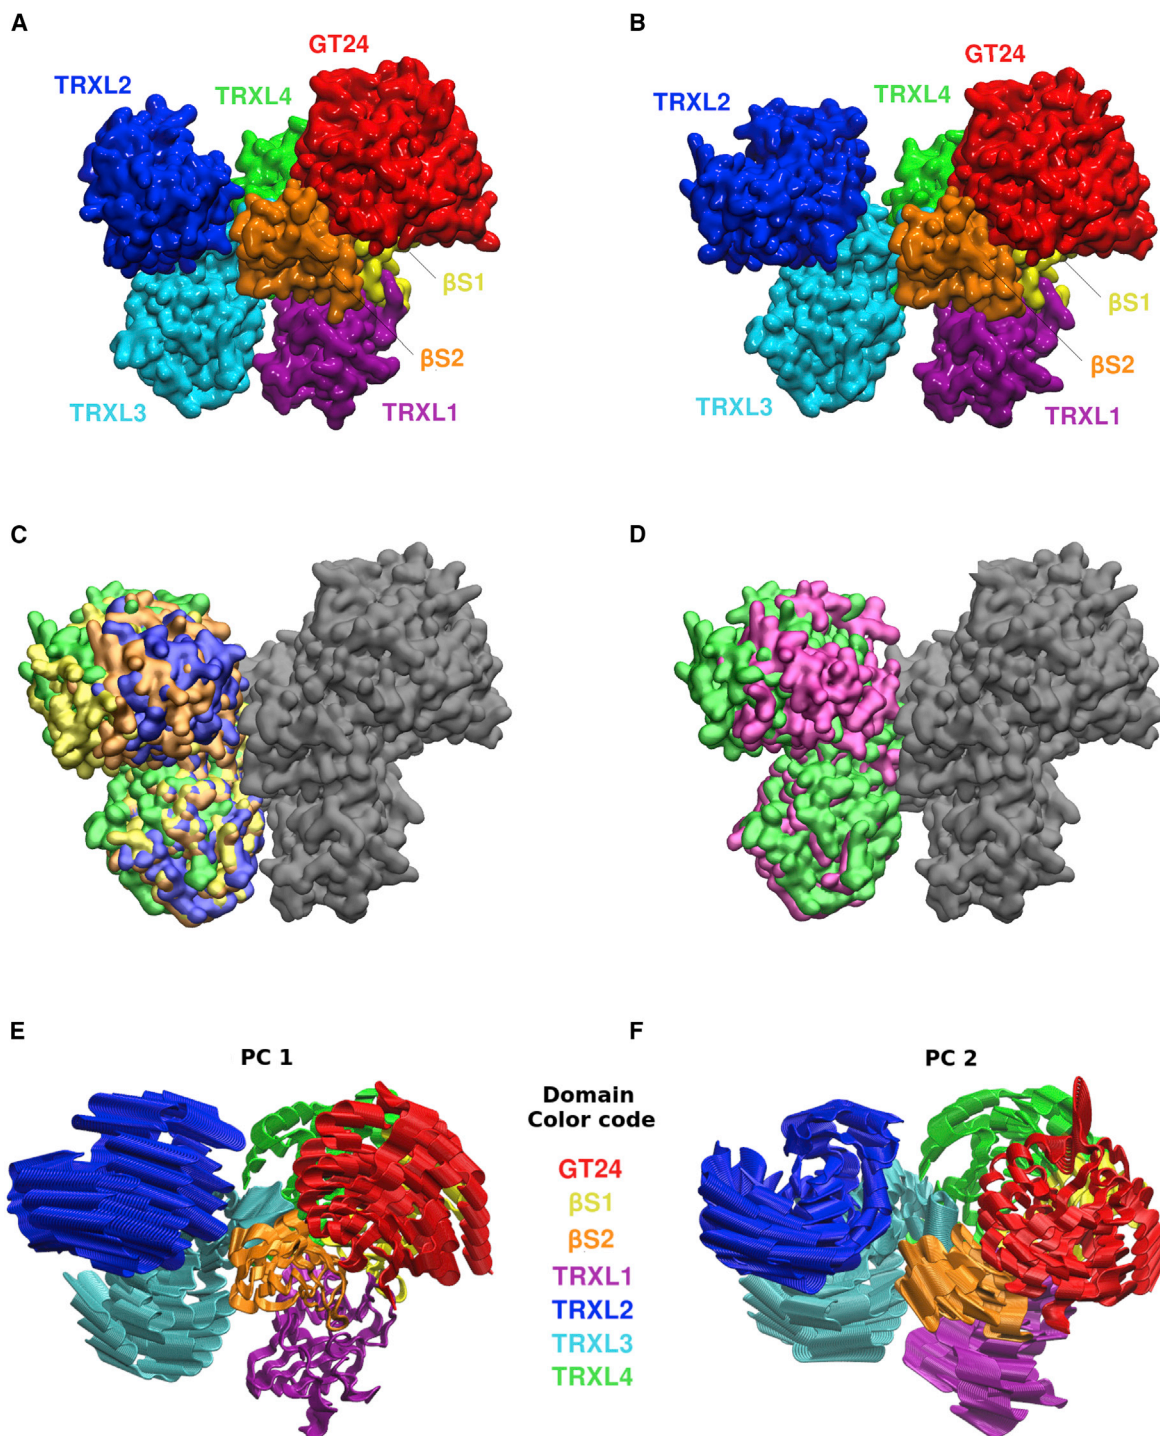 A
GT24
TRXL2
TRXL4
βS1
βS2
TRXL3
TRXL1
B
GT24
TRXL4
TRXL2
βS1
βS2
TRXL3
TRXL1
C
D
E
PC 1
Domain
Color code
GT24
βS1
βS2
TRXL1
TRXL2
TRXL3
TRXL4
F
PC 2